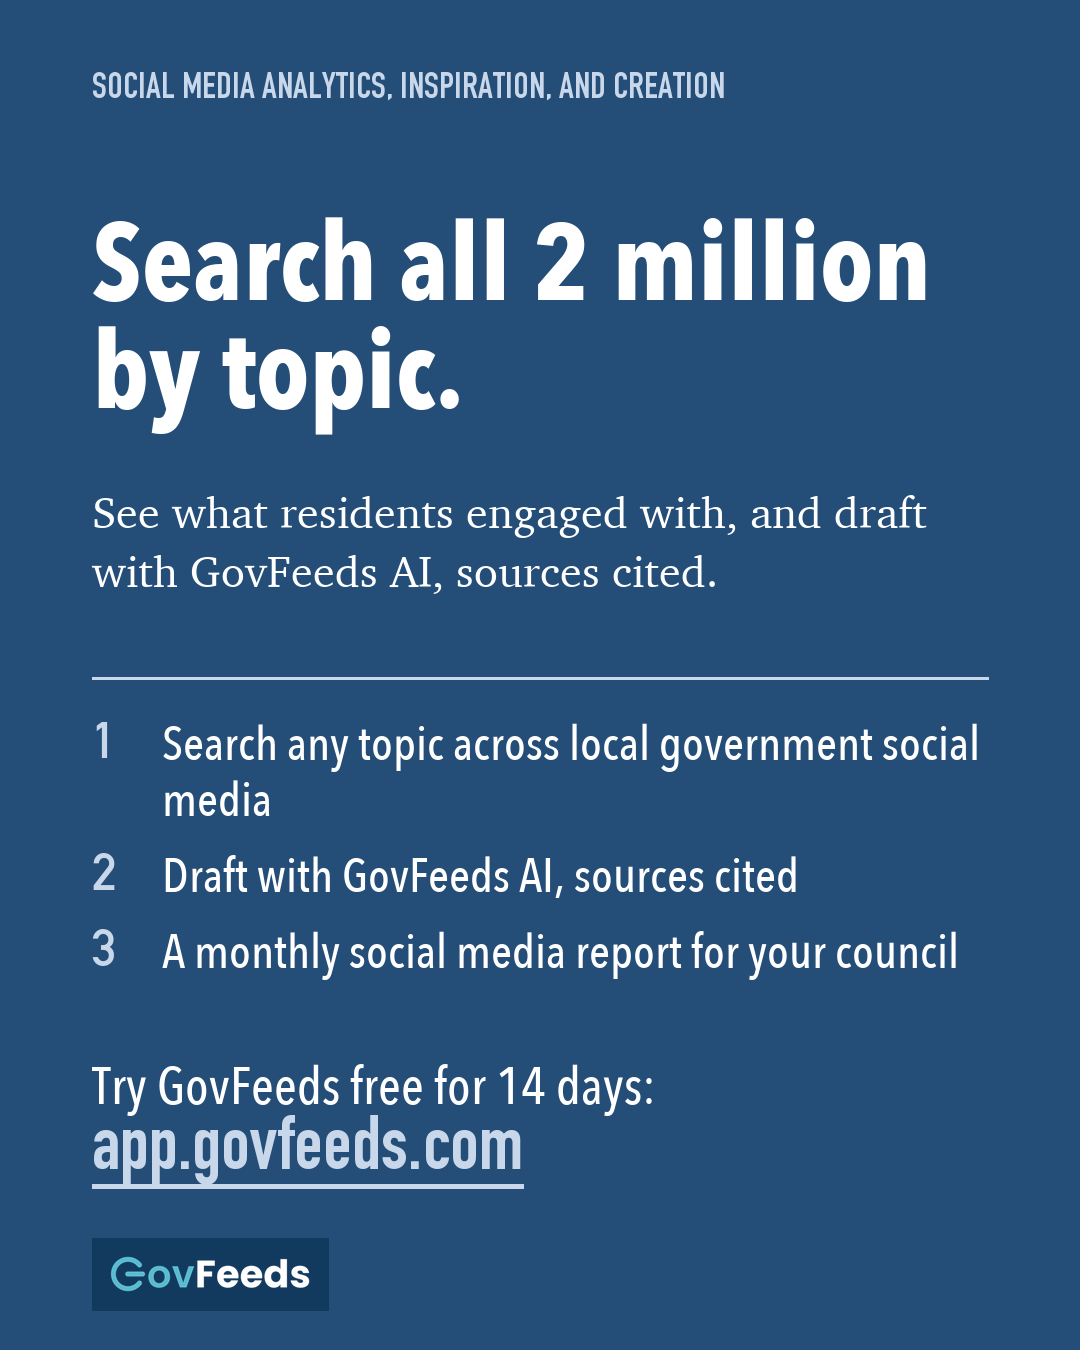 SOCIAL MEDIA ANALYTICS, INSPIRATION, AND CREATION
Search all 2 million
by topic.
See what residents engaged with, and draft
with GovFeeds AI, sources cited.
1 Search any topic across local government social
media
2 Draft with GovFeeds AI, sources cited
3 A monthly social media report for your council
Try GovFeeds free for 14 days:
app.govfeeds.com
GovFeeds